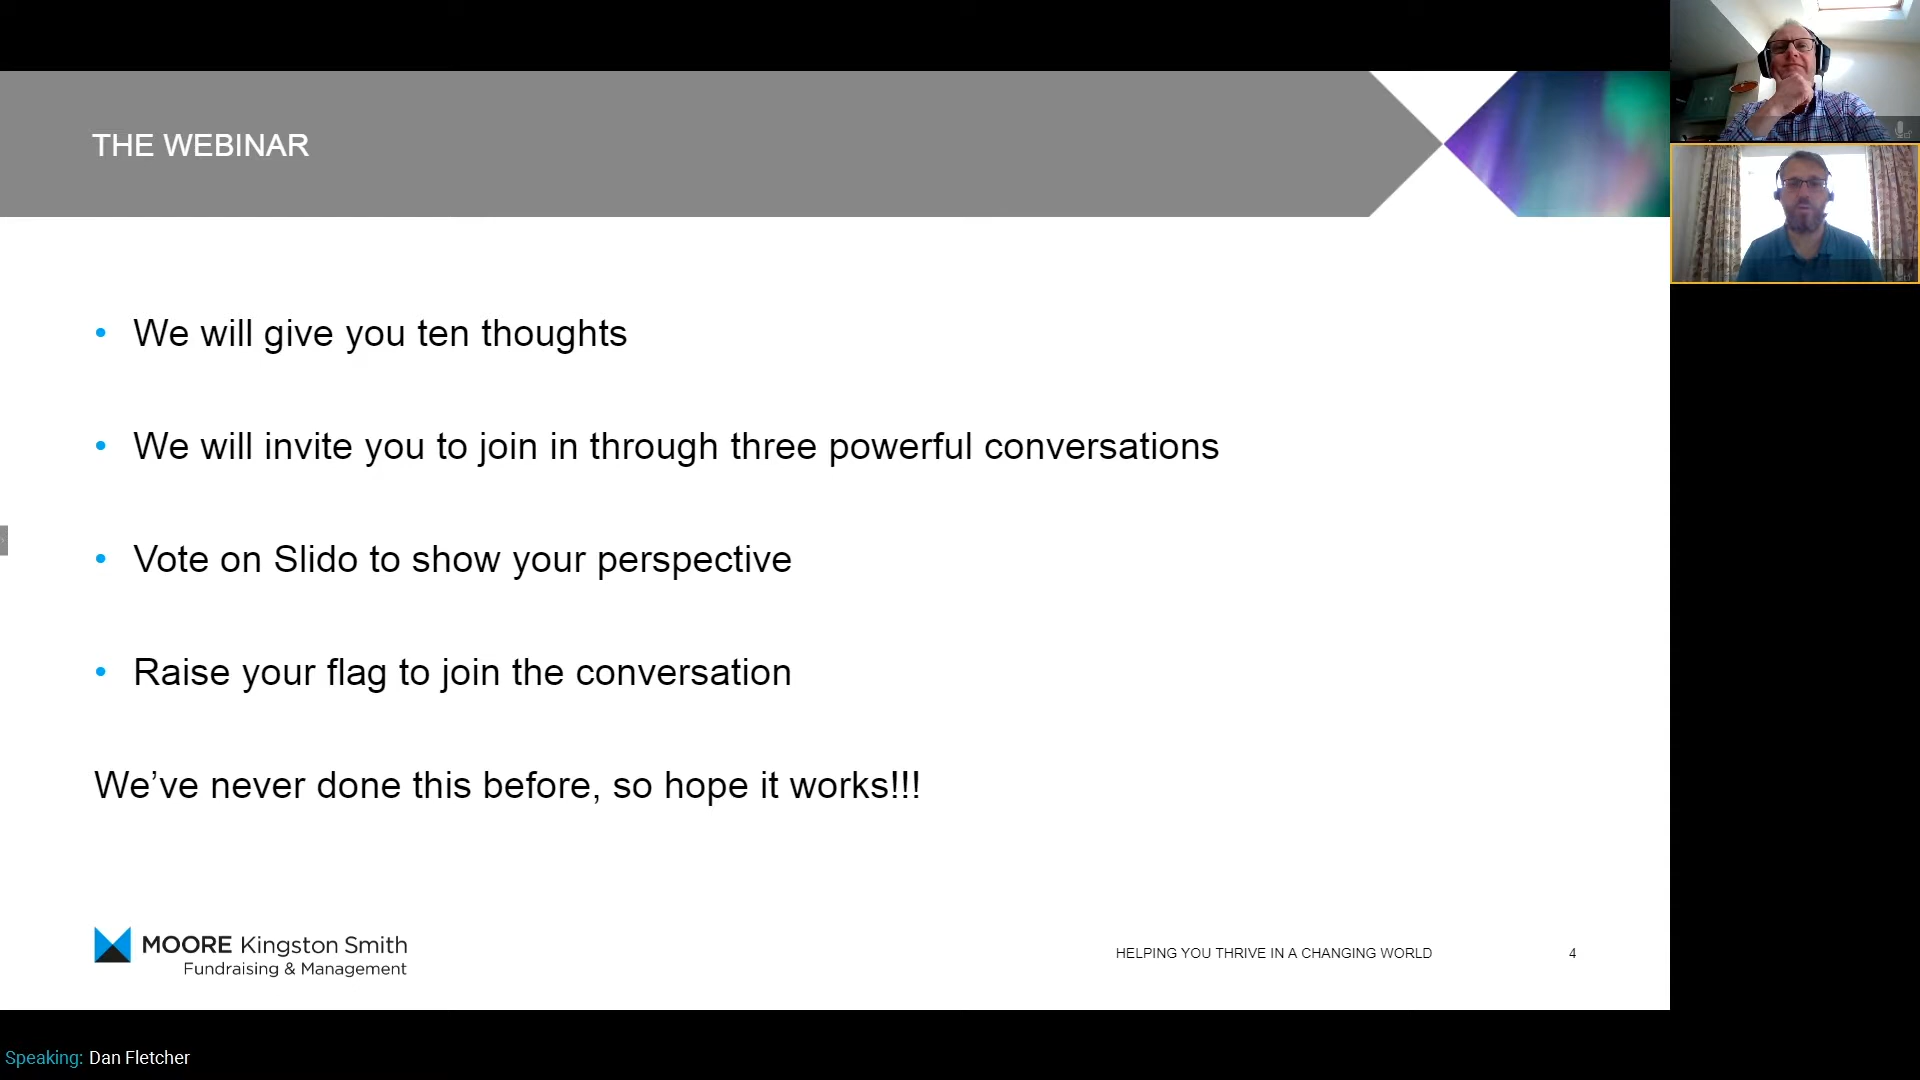 THE WEBINAR
• We will give you ten thoughts
• We will invite you to join in through three powerful conversations
• Vote on Slido to show your perspective
• Raise your flag to join the conversation
We’ve never done this before, so hope it works!!!
MOORE Kingston Smith
Fundraising & Management
HELPING YOU THRIVE IN A CHANGING WORLD
4
Speaking: Dan Fletcher